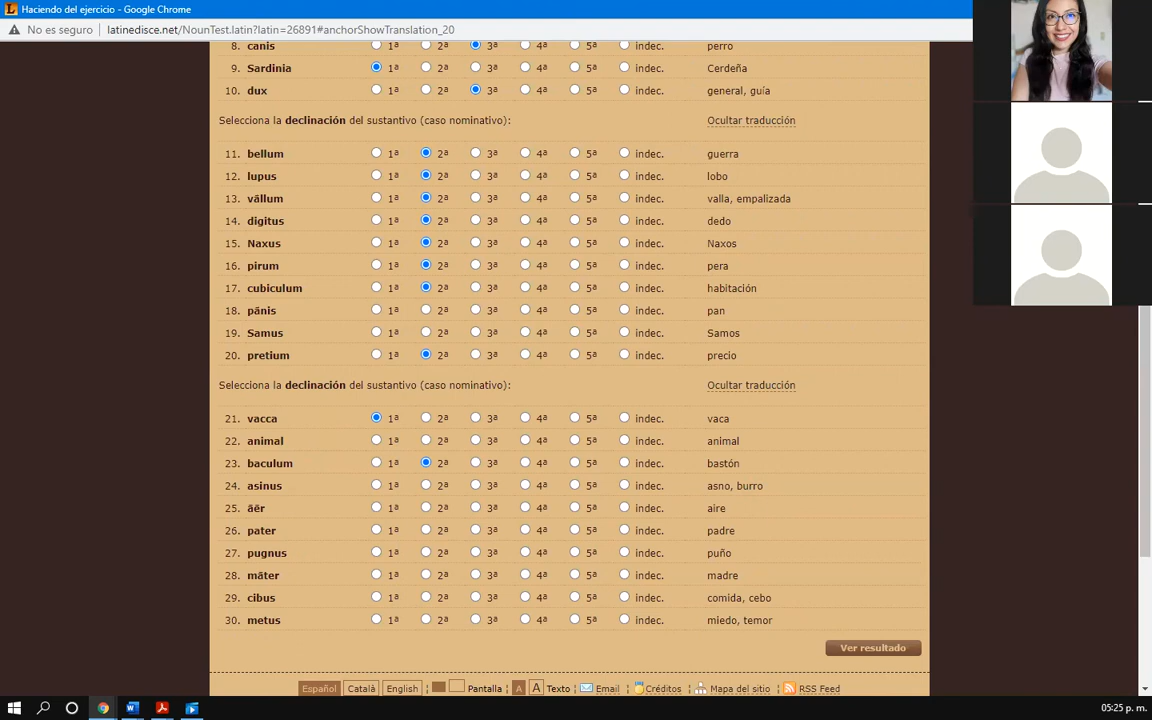 Haciendo del ejercicio - Google Chrome
No es seguro latinedisce.net/NounTest.latin?latin=26891#anchorShowTranslation_20
8. canis 1ª 2ª 3ª 4ª 5ª indec. perro
9. Sardinia 1ª 2ª 3ª 4ª 5ª indec. Cerdeña
10. dux 1ª 2ª 3ª 4ª 5ª indec. general, guía
Selecciona la declinación del sustantivo (caso nominativo): Ocultar traducción
11. bellum 1ª 2ª 3ª 4ª 5ª indec. guerra
12. lupus 1ª 2ª 3ª 4ª 5ª indec. lobo
13. vāllum 1ª 2ª 3ª 4ª 5ª indec. valla, empalizada
14. digitus 1ª 2ª 3ª 4ª 5ª indec. dedo
15. Naxus 1ª 2ª 3ª 4ª 5ª indec. Naxos
16. pirum 1ª 2ª 3ª 4ª 5ª indec. pera
17. cubiculum 1ª 2ª 3ª 4ª 5ª indec. habitación
18. pānis 1ª 2ª 3ª 4ª 5ª indec. pan
19. Samus 1ª 2ª 3ª 4ª 5ª indec. Samos
20. pretium 1ª 2ª 3ª 4ª 5ª indec. precio
Selecciona la declinación del sustantivo (caso nominativo): Ocultar traducción
21. vacca 1ª 2ª 3ª 4ª 5ª indec. vaca
22. animal 1ª 2ª 3ª 4ª 5ª indec. animal
23. baculum 1ª 2ª 3ª 4ª 5ª indec. bastón
24. asinus 1ª 2ª 3ª 4ª 5ª indec. asno, burro
25. āēr 1ª 2ª 3ª 4ª 5ª indec. aire
26. pater 1ª 2ª 3ª 4ª 5ª indec. padre
27. pugnus 1ª 2ª 3ª 4ª 5ª indec. puño
28. māter 1ª 2ª 3ª 4ª 5ª indec. madre
29. cibus 1ª 2ª 3ª 4ª 5ª indec. comida, cebo
30. metus 1ª 2ª 3ª 4ª 5ª indec. miedo, temor
Ver resultado
Español Català English Pantalla A A Texto Email Créditos Mapa del sitio RSS Feed
05:25 p. m.